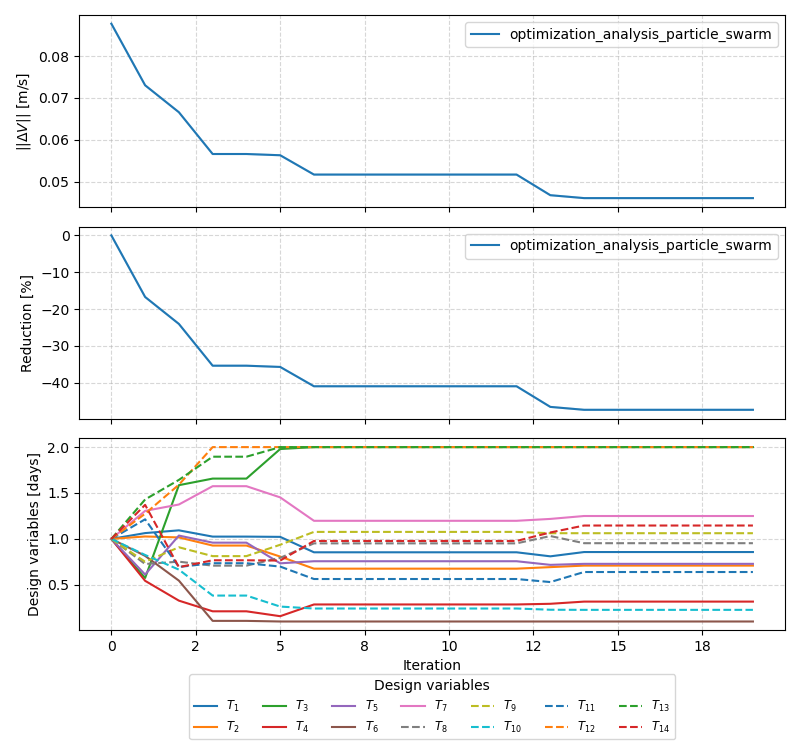 optimization_analysis_particle_swarm
||ΔV|| [m/s]
0.08
0.07
0.06
0.05
optimization_analysis_particle_swarm
Reduction [%]
0
−10
−20
−30
−40
Design variables [days]
2.0
1.5
1.0
0.5
0 2 5 8 10 12 15 18
Iteration
Design variables
T1 T3 T5 T7 T9 T11 T13
T2 T4 T6 T8 T10 T12 T14